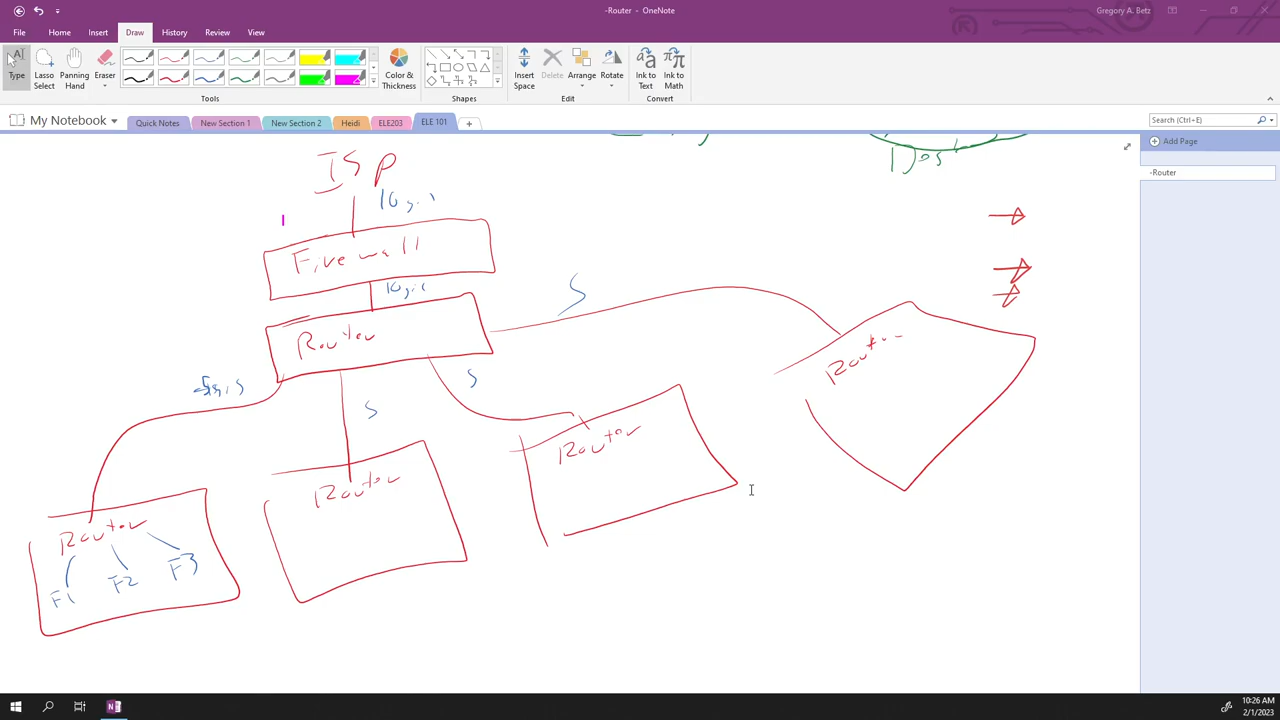 -Router - OneNote
Gregory A. Betz
File Home Insert Draw History Review View
Type
Lasso Select
Panning Hand
Eraser
Color & Thickness
Insert Space
Delete
Arrange
Rotate
Ink to Text
Ink to Math
Tools
Shapes
Edit
Convert
My Notebook
Quick Notes
New Section 1
New Section 2
Heidi
ELE203
ELE 101
Search (Ctrl+E)
Add Page
-Router
ISP
10gig
Firewall
10gig
Router
S
S
S
Router
Router
Router
Router
F1 F2 F3
10:26 AM
2/1/2023